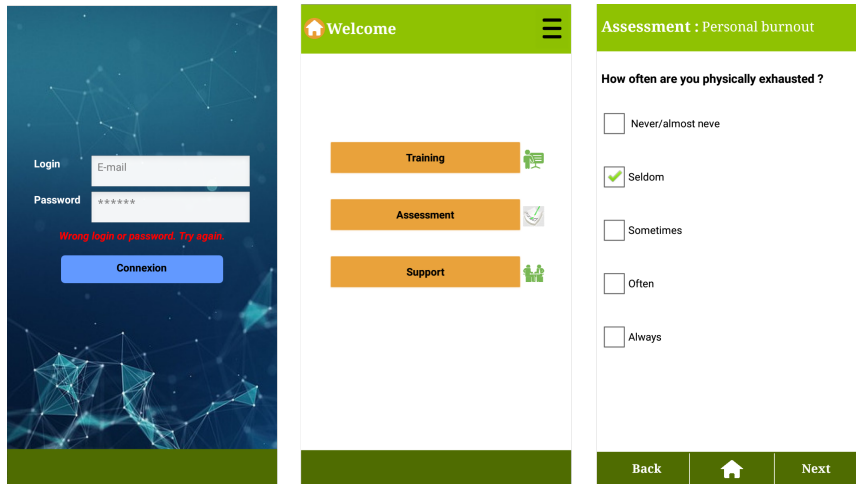 Login
E-mail
Password
******
Wrong login or password. Try again.
Connexion
Welcome
Training
Assessment
Support
Assessment : Personal burnout
How often are you physically exhausted ?
Never/almost neve
Seldom
Sometimes
Often
Always
Back
Next